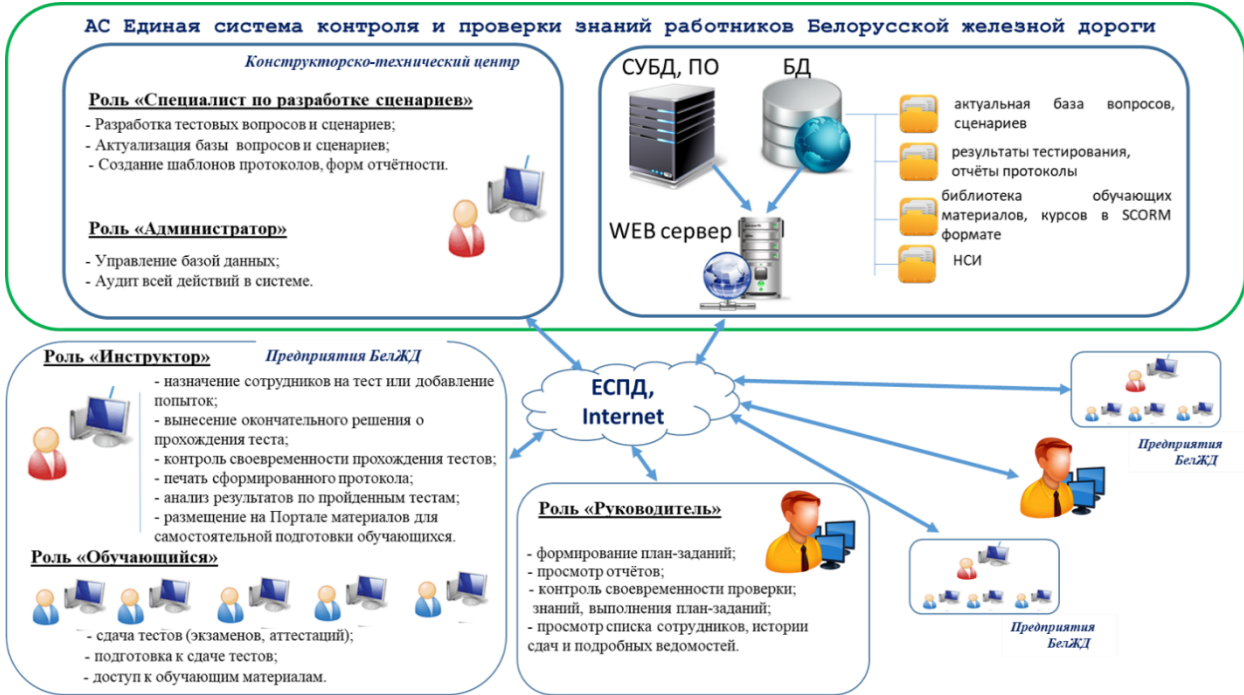 АС Единая система контроля и проверки знаний работников Белорусской железной дороги
Конструкторско-технический центр
Роль «Специалист по разработке сценариев»
- Разработка тестовых вопросов и сценариев;
- Актуализация базы вопросов и сценариев;
- Создание шаблонов протоколов, форм отчётности.
Роль «Администратор»
- Управление базой данных;
- Аудит всей действий в системе.
СУБД, ПО
БД
WEB сервер
актуальная база вопросов,
сценариев
результаты тестирования,
отчёты протоколы
библиотека обучающих
материалов, курсов в SCORM
формате
НСИ
Роль «Инструктор»
Предприятия БелЖД
- назначение сотрудников на тест или добавление
попыток;
- вынесение окончательного решения о
прохождения теста;
- контроль своевременности прохождения тестов;
- печать сформированного протокола;
- анализ результатов по пройденным тестам;
- размещение на Портале материалов для
самостоятельной подготовки обучающихся.
Роль «Обучающийся»
- сдача тестов (экзаменов, аттестаций);
- подготовка к сдаче тестов;
- доступ к обучающим материалам.
ЕСПД,
Internet
Роль «Руководитель»
- формирование план-заданий;
- просмотр отчётов;
- контроль своевременности проверки;
знаний, выполнения план-заданий;
- просмотр списка сотрудников, истории
сдач и подробных ведомостей.
Предприятия
БелЖД
Предприятия
БелЖД